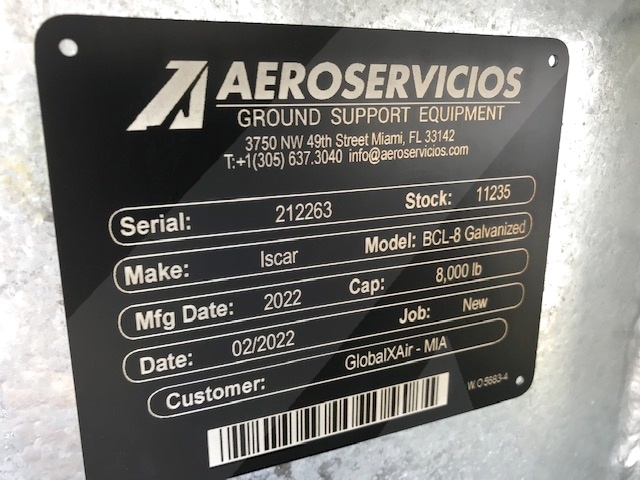 AEROSERVICIOS
GROUND SUPPORT EQUIPMENT
3750 NW 49th Street Miami, FL 33142
T:+1(305) 637.3040 info@aeroservicios.com
Serial: 212263 Stock: 11235
Make: Iscar Model: BCL-8 Galvanized
Mfg Date: 2022 Cap: 8,000 lb
Date: 02/2022 Job: New
Customer: GlobalXAir - MIA
W.O 5683-4